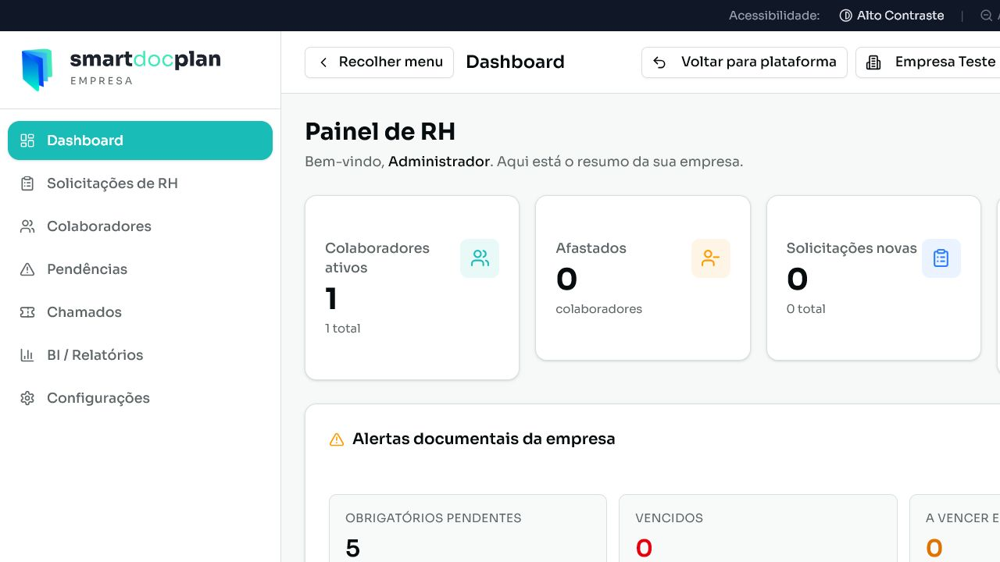 Acessibilidade: Alto Contraste |
smartdocplan
EMPRESA
Recolher menu
Dashboard
Voltar para plataforma
Empresa Teste
Dashboard
Solicitações de RH
Colaboradores
Pendências
Chamados
BI / Relatórios
Configurações
Painel de RH
Bem-vindo, Administrador. Aqui está o resumo da sua empresa.
Colaboradores
ativos
1
1 total
Afastados
0
colaboradores
Solicitações novas
0
0 total
Alertas documentais da empresa
OBRIGATÓRIOS PENDENTES
5
VENCIDOS
0
A VENCER E
0